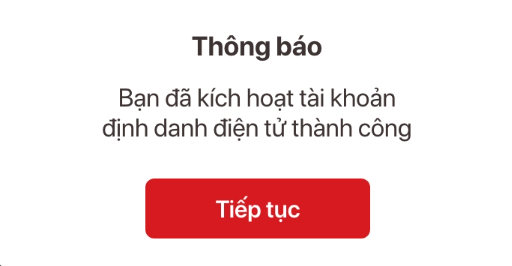 Thông báo
Bạn đã kích hoạt tài khoản
định danh điện tử thành công
Tiếp tục